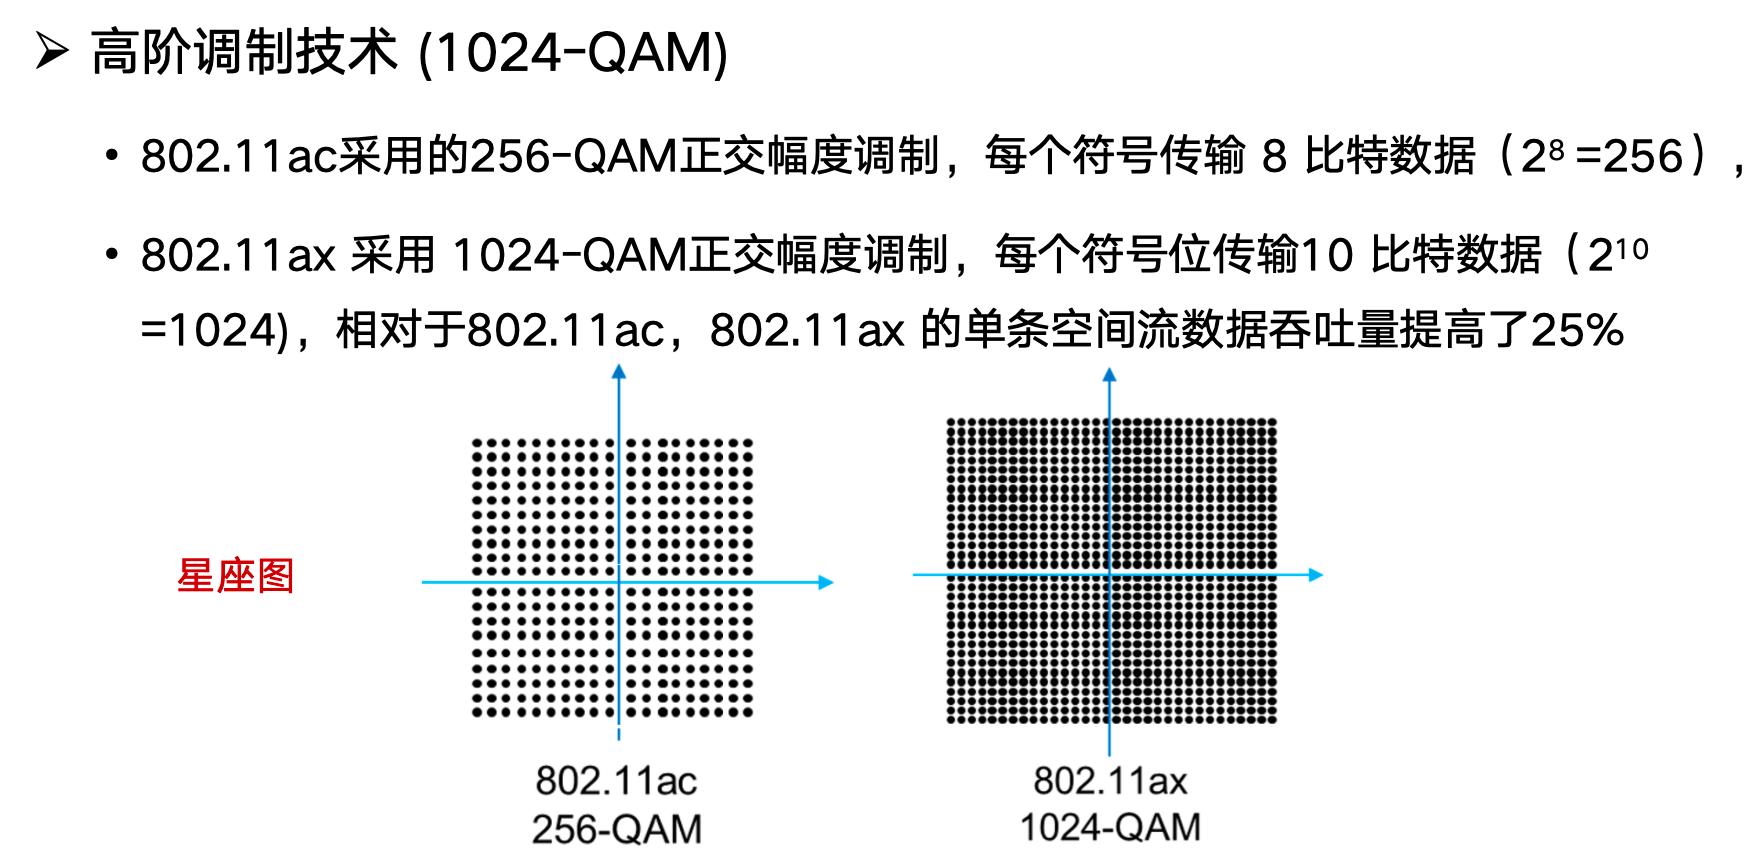 ➢ 高阶调制技术 (1024-QAM)
• 802.11ac采用的256-QAM正交幅度调制，每个符号传输 8 比特数据（2⁸ =256），
• 802.11ax 采用 1024-QAM正交幅度调制，每个符号位传输10 比特数据（2¹⁰
=1024)，相对于802.11ac，802.11ax 的单条空间流数据吞吐量提高了25%
星座图
802.11ac
256-QAM
802.11ax
1024-QAM